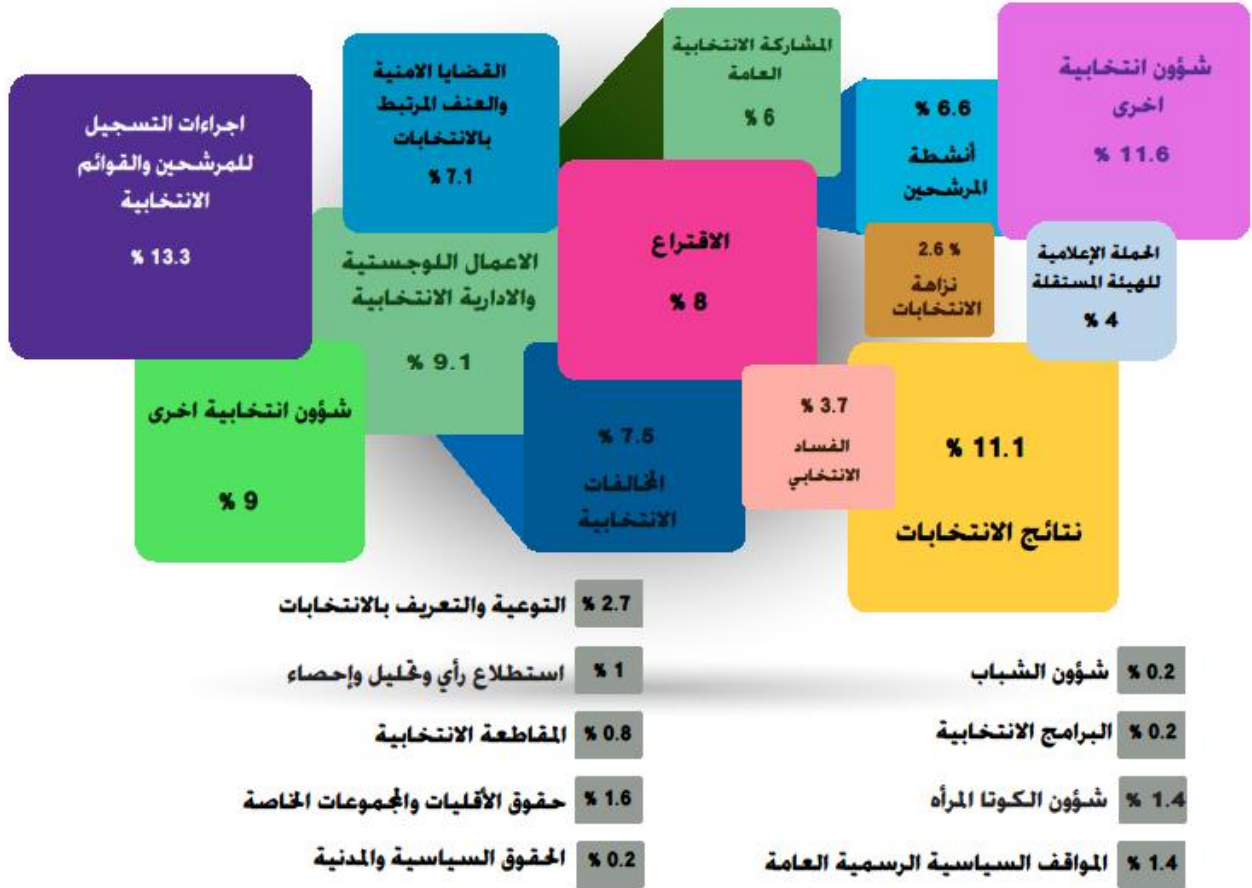 شؤون انتخابية
اخرى
% 11.6
% 6.6
أنشطة
المرشحين
المشاركة الانتخابية
العامة
% 6
القضايا الامنية
والعنف المرتبط
بالانتخابات
% 7.1
اجراءات التسجيل
للمرشحين والقوائم
الانتخابية
% 13.3
الحملة الإعلامية
للهيئة المستقلة
% 4
2.6 %
نزاهة
الانتخابات
الاقتراع
% 8
الاعمال اللوجستية
والادارية الانتخابية
% 9.1
% 11.1
نتائج الانتخابات
% 3.7
الفساد
الانتخابي
% 7.5
المخالفات
الانتخابية
شؤون انتخابية اخرى
% 9
% 0.2 شؤون الشباب
% 0.2 البرامج الانتخابية
% 1.4 شؤون الكوتا المرأه
% 1.4 المواقف السياسية الرسمية العامة
% 2.7 التوعية والتعريف بالانتخابات
% 1 استطلاع رأي وتحليل وإحصاء
% 0.8 المقاطعة الانتخابية
% 1.6 حقوق الأقليات والمجموعات الخاصة
% 0.2 الحقوق السياسية والمدنية